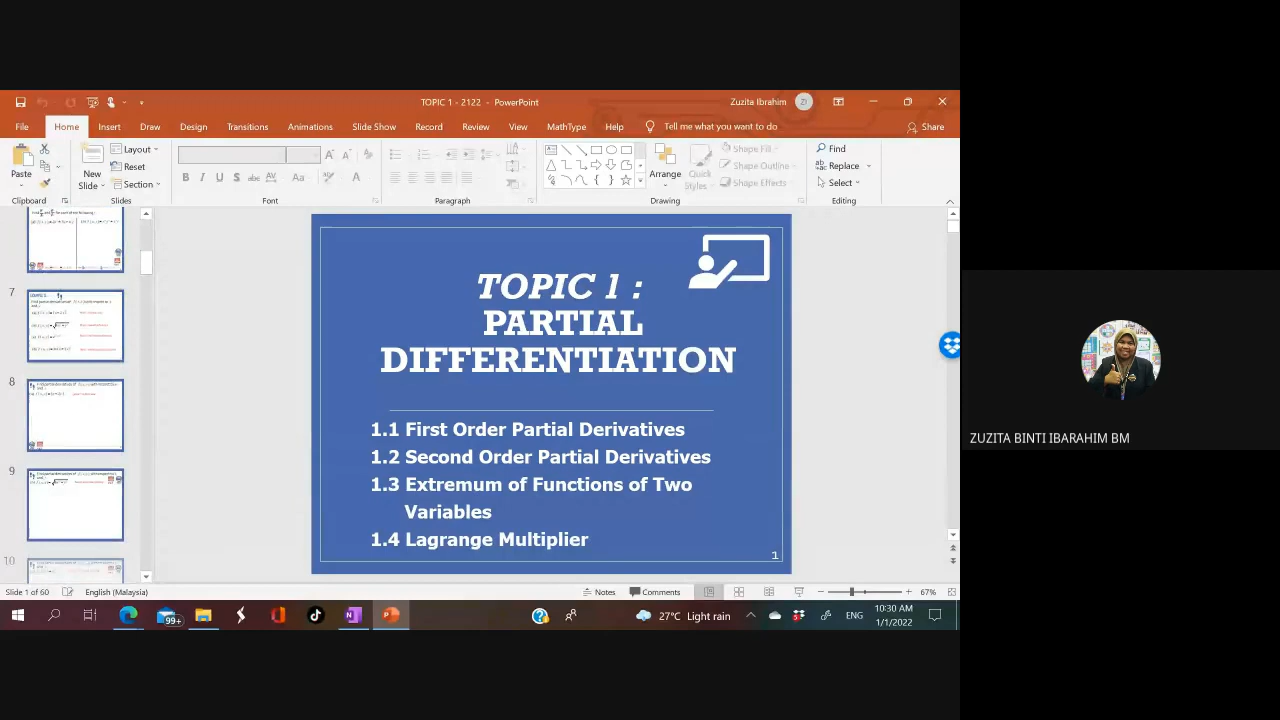 TOPIC 1 - 2122 - PowerPoint
Zuzita Ibrahim ZI
File Home Insert Draw Design Transitions Animations Slide Show Record Review View MathType Help Tell me what you want to do Share
Paste
Clipboard
New Slide
Layout
Reset
Section
Slides
B I U S abc AV Aa A
Font
Paragraph
Arrange
Quick Styles
Shape Fill
Shape Outline
Shape Effects
Drawing
Find
Replace
Select
Editing
7
8
9
10
TOPIC 1 :
PARTIAL
DIFFERENTIATION
1.1 First Order Partial Derivatives
1.2 Second Order Partial Derivatives
1.3 Extremum of Functions of Two
Variables
1.4 Lagrange Multiplier
1
ZUZITA BINTI IBARAHIM BM
Slide 1 of 60 English (Malaysia) Notes Comments 67%
99+ 27°C Light rain ENG 10:30 AM
1/1/2022